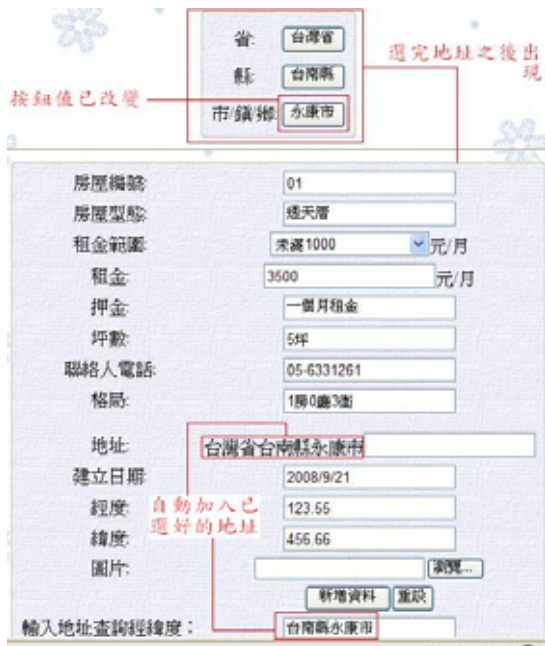 省: 台灣省
縣: 台南縣
市/鎮/鄉: 永康市
選完地址之後出現
按鈕值已改變
房屋編號: 01
房屋型態: 透天厝
租金範圍: 未滿1000 元/月
租金: 3500 元/月
押金: 一個月租金
坪數: 5坪
聯絡人電話: 05-6331261
格局: 1房0廳3衛
地址: 台灣省台南縣永康市
建立日期: 2008/9/21
經度: 123.55
自動加入已選好的地址
緯度: 456.66
圖片: 瀏覽...
新增資料 重設
輸入地址查詢經緯度: 台南縣永康市